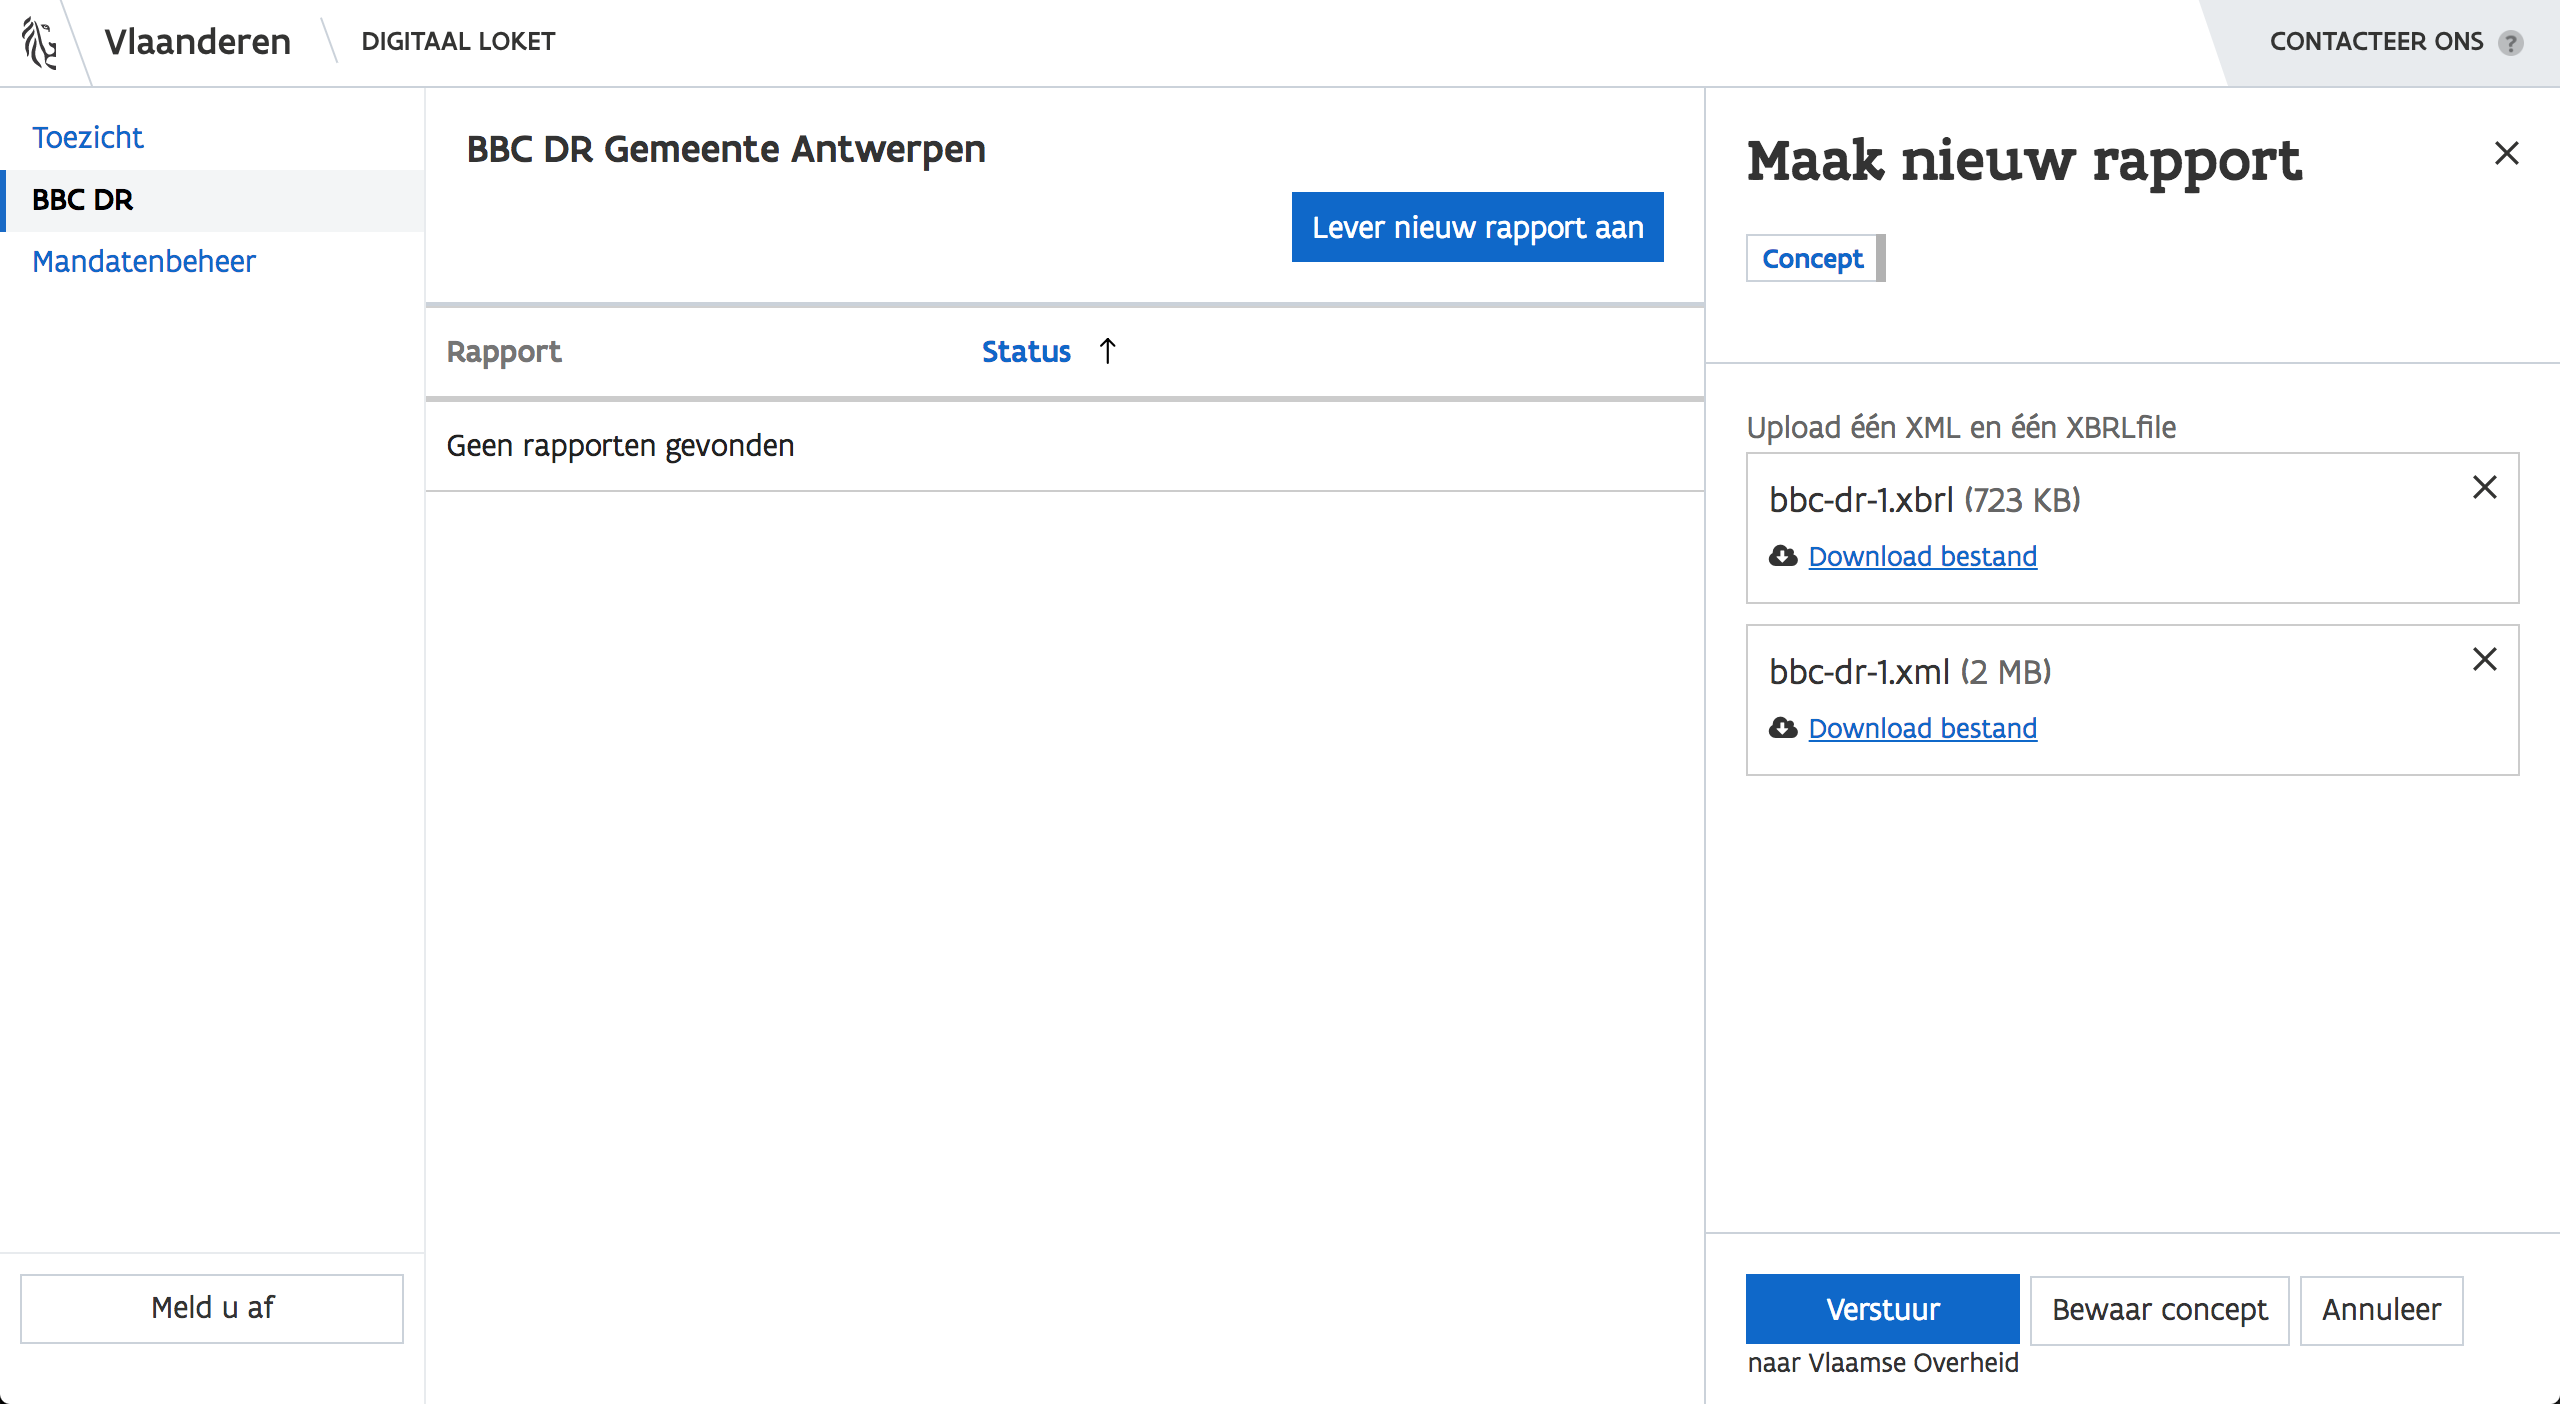 Vlaanderen
DIGITAAL LOKET
CONTACTEER ONS ?
Toezicht
BBC DR
Mandatenbeheer
Meld u af
BBC DR Gemeente Antwerpen
Lever nieuw rapport aan
Rapport Status ↑
Geen rapporten gevonden
Maak nieuw rapport
Concept
Upload één XML en één XBRLfile
bbc-dr-1.xbrl (723 KB)
Download bestand
bbc-dr-1.xml (2 MB)
Download bestand
Verstuur Bewaar concept Annuleer
naar Vlaamse Overheid